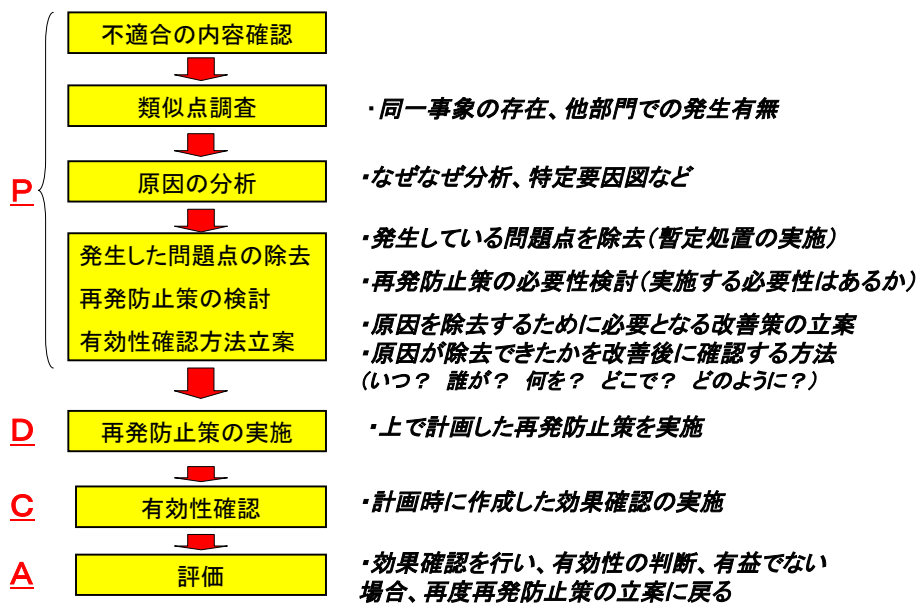 不適合の内容確認
類似点調査
・同一事象の存在、他部門での発生有無
P
原因の分析
・なぜなぜ分析、特定要因図など
発生した問題点の除去
再発防止策の検討
有効性確認方法立案
・発生している問題点を除去(暫定処置の実施)
・再発防止策の必要性検討(実施する必要性はあるか)
・原因を除去するために必要となる改善策の立案
・原因が除去できたかを改善後に確認する方法
(いつ? 誰が? 何を? どこで? どのように?)
D
再発防止策の実施
・上で計画した再発防止策を実施
C
有効性確認
・計画時に作成した効果確認の実施
A
評価
・効果確認を行い、有効性の判断、有益でない
場合、再度再発防止策の立案に戻る